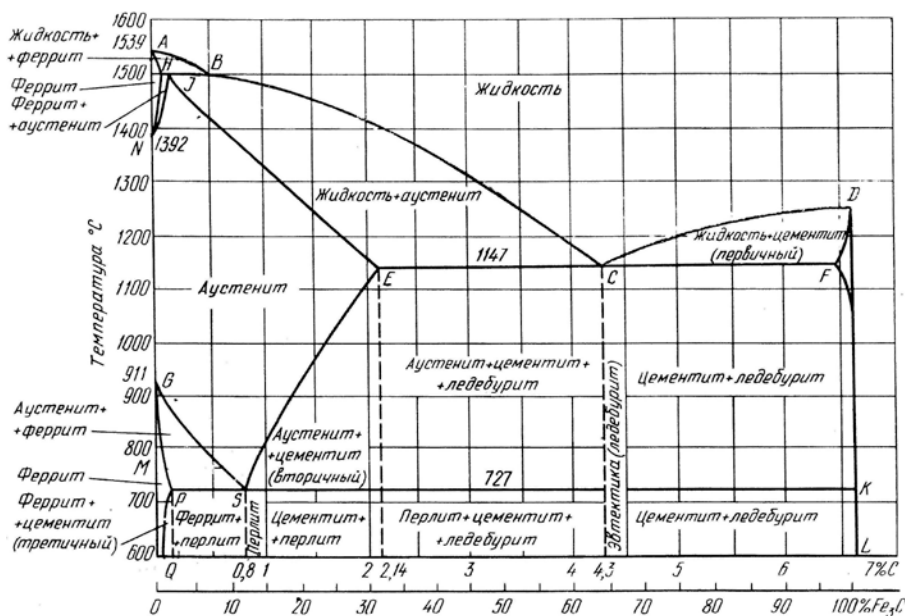 1600
1539
1500
1400
1392
1300
1200
1100
1000
911
900
800
700
600
Температура °С
Жидкость+
+феррит
Феррит
Феррит+
+аустенит
A
H
J
B
N
Жидкость
Жидкость+аустенит
D
Жидкость+цементит
(первичный)
1147
E
C
F
Аустенит
Аустенит+цементит+
+ледебурит
Цементит+ледебурит
G
Аустенит+
+феррит
Аустенит+
+цементит
(вторичный)
Эвтектика (ледебурит)
M
727
Феррит
P
S
K
Феррит+
+цементит
(третичный)
Феррит+
+перлит
Перлит
Цементит+
+перлит
Перлит+цементит+
+ледебурит
Цементит+ледебурит
L
Q 0,8 1 2 2,14 3 4 4,3 5 6 7%C
0 10 20 30 35 40 50 60 70 80 90 100%Fe₃C